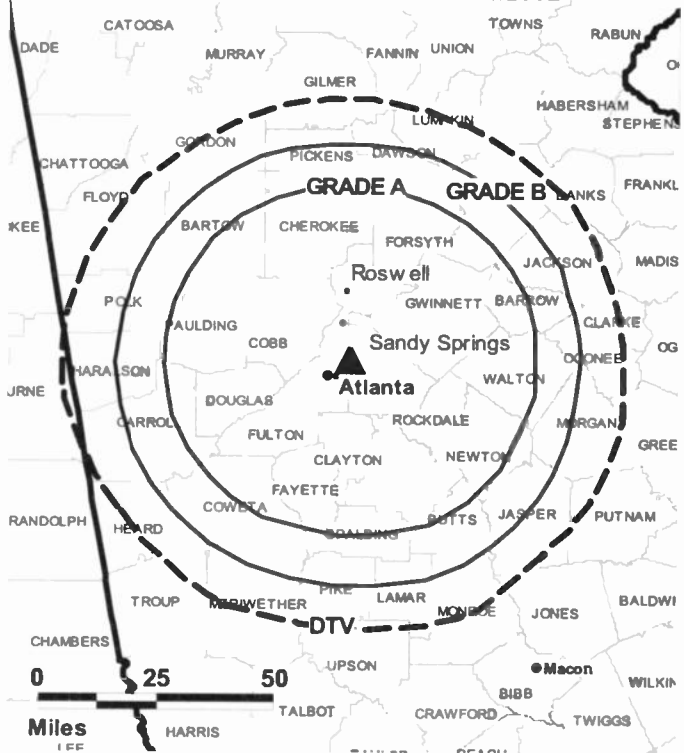 TOWNS
CATOOSA
RABUN
DADE
MURRAY
FANNIN
UNION
GILMER
HABERSHAM
LUMPKIN
STEPHENS
GORDON
PICKENS
DAWSON
CHATTOOGA
GRADE A
GRADE B
FRANKL
FLOYD
BANKS
KEE
BARTOW
CHEROKEE
FORSYTH
JACKSON
MADIS
Roswell
POLK
GWINNETT
BARROW
PAULDING
CLARKE
COBB
Sandy Springs
OG
OCONEE
HARALSON
WALTON
URNE
Atlanta
DOUGLAS
CARROL
ROCKDALE
MORGAN
FULTON
GREE
CLAYTON
NEWTON
FAYETTE
COWETA
JASPER
PUTNAM
RANDOLPH
HEARD
BUTTS
SPALDING
PIKE
LAMAR
TROUP
MERIWETHER
MONROE
JONES
BALDWI
DTV
CHAMBERS
UPSON
Macon
0 25 50
BIBB
WILKIN
TALBOT
CRAWFORD
TWIGGS
Miles
HARRIS
LEE